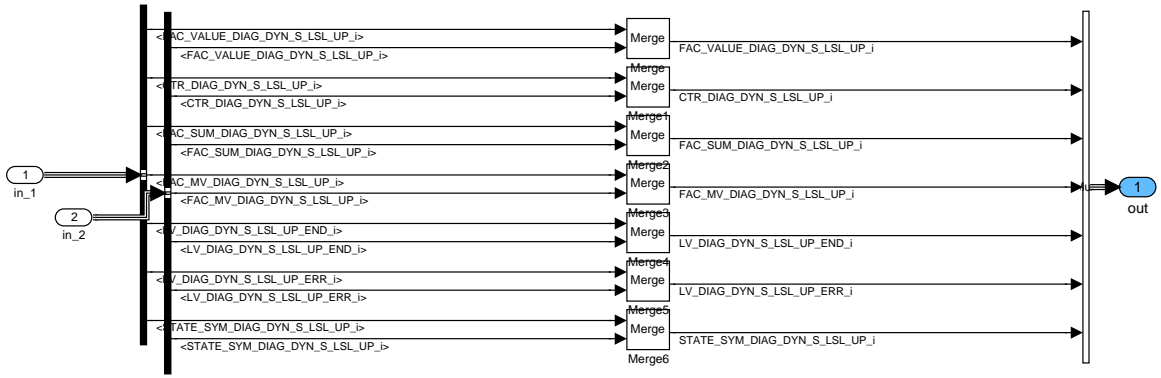 <FAC_VALUE_DIAG_DYN_S_LSL_UP_i>
<FAC_VALUE_DIAG_DYN_S_LSL_UP_i>
Merge
FAC_VALUE_DIAG_DYN_S_LSL_UP_i
Merge
<CTR_DIAG_DYN_S_LSL_UP_i>
<CTR_DIAG_DYN_S_LSL_UP_i>
Merge
CTR_DIAG_DYN_S_LSL_UP_i
Merge1
<FAC_SUM_DIAG_DYN_S_LSL_UP_i>
<FAC_SUM_DIAG_DYN_S_LSL_UP_i>
Merge
FAC_SUM_DIAG_DYN_S_LSL_UP_i
Merge2
1
in_1
<FAC_MV_DIAG_DYN_S_LSL_UP_i>
<FAC_MV_DIAG_DYN_S_LSL_UP_i>
Merge
FAC_MV_DIAG_DYN_S_LSL_UP_i
1
out
Merge3
2
in_2
<LV_DIAG_DYN_S_LSL_UP_END_i>
<LV_DIAG_DYN_S_LSL_UP_END_i>
Merge
LV_DIAG_DYN_S_LSL_UP_END_i
Merge4
<LV_DIAG_DYN_S_LSL_UP_ERR_i>
<LV_DIAG_DYN_S_LSL_UP_ERR_i>
Merge
LV_DIAG_DYN_S_LSL_UP_ERR_i
Merge5
<STATE_SYM_DIAG_DYN_S_LSL_UP_i>
<STATE_SYM_DIAG_DYN_S_LSL_UP_i>
Merge
STATE_SYM_DIAG_DYN_S_LSL_UP_i
Merge6